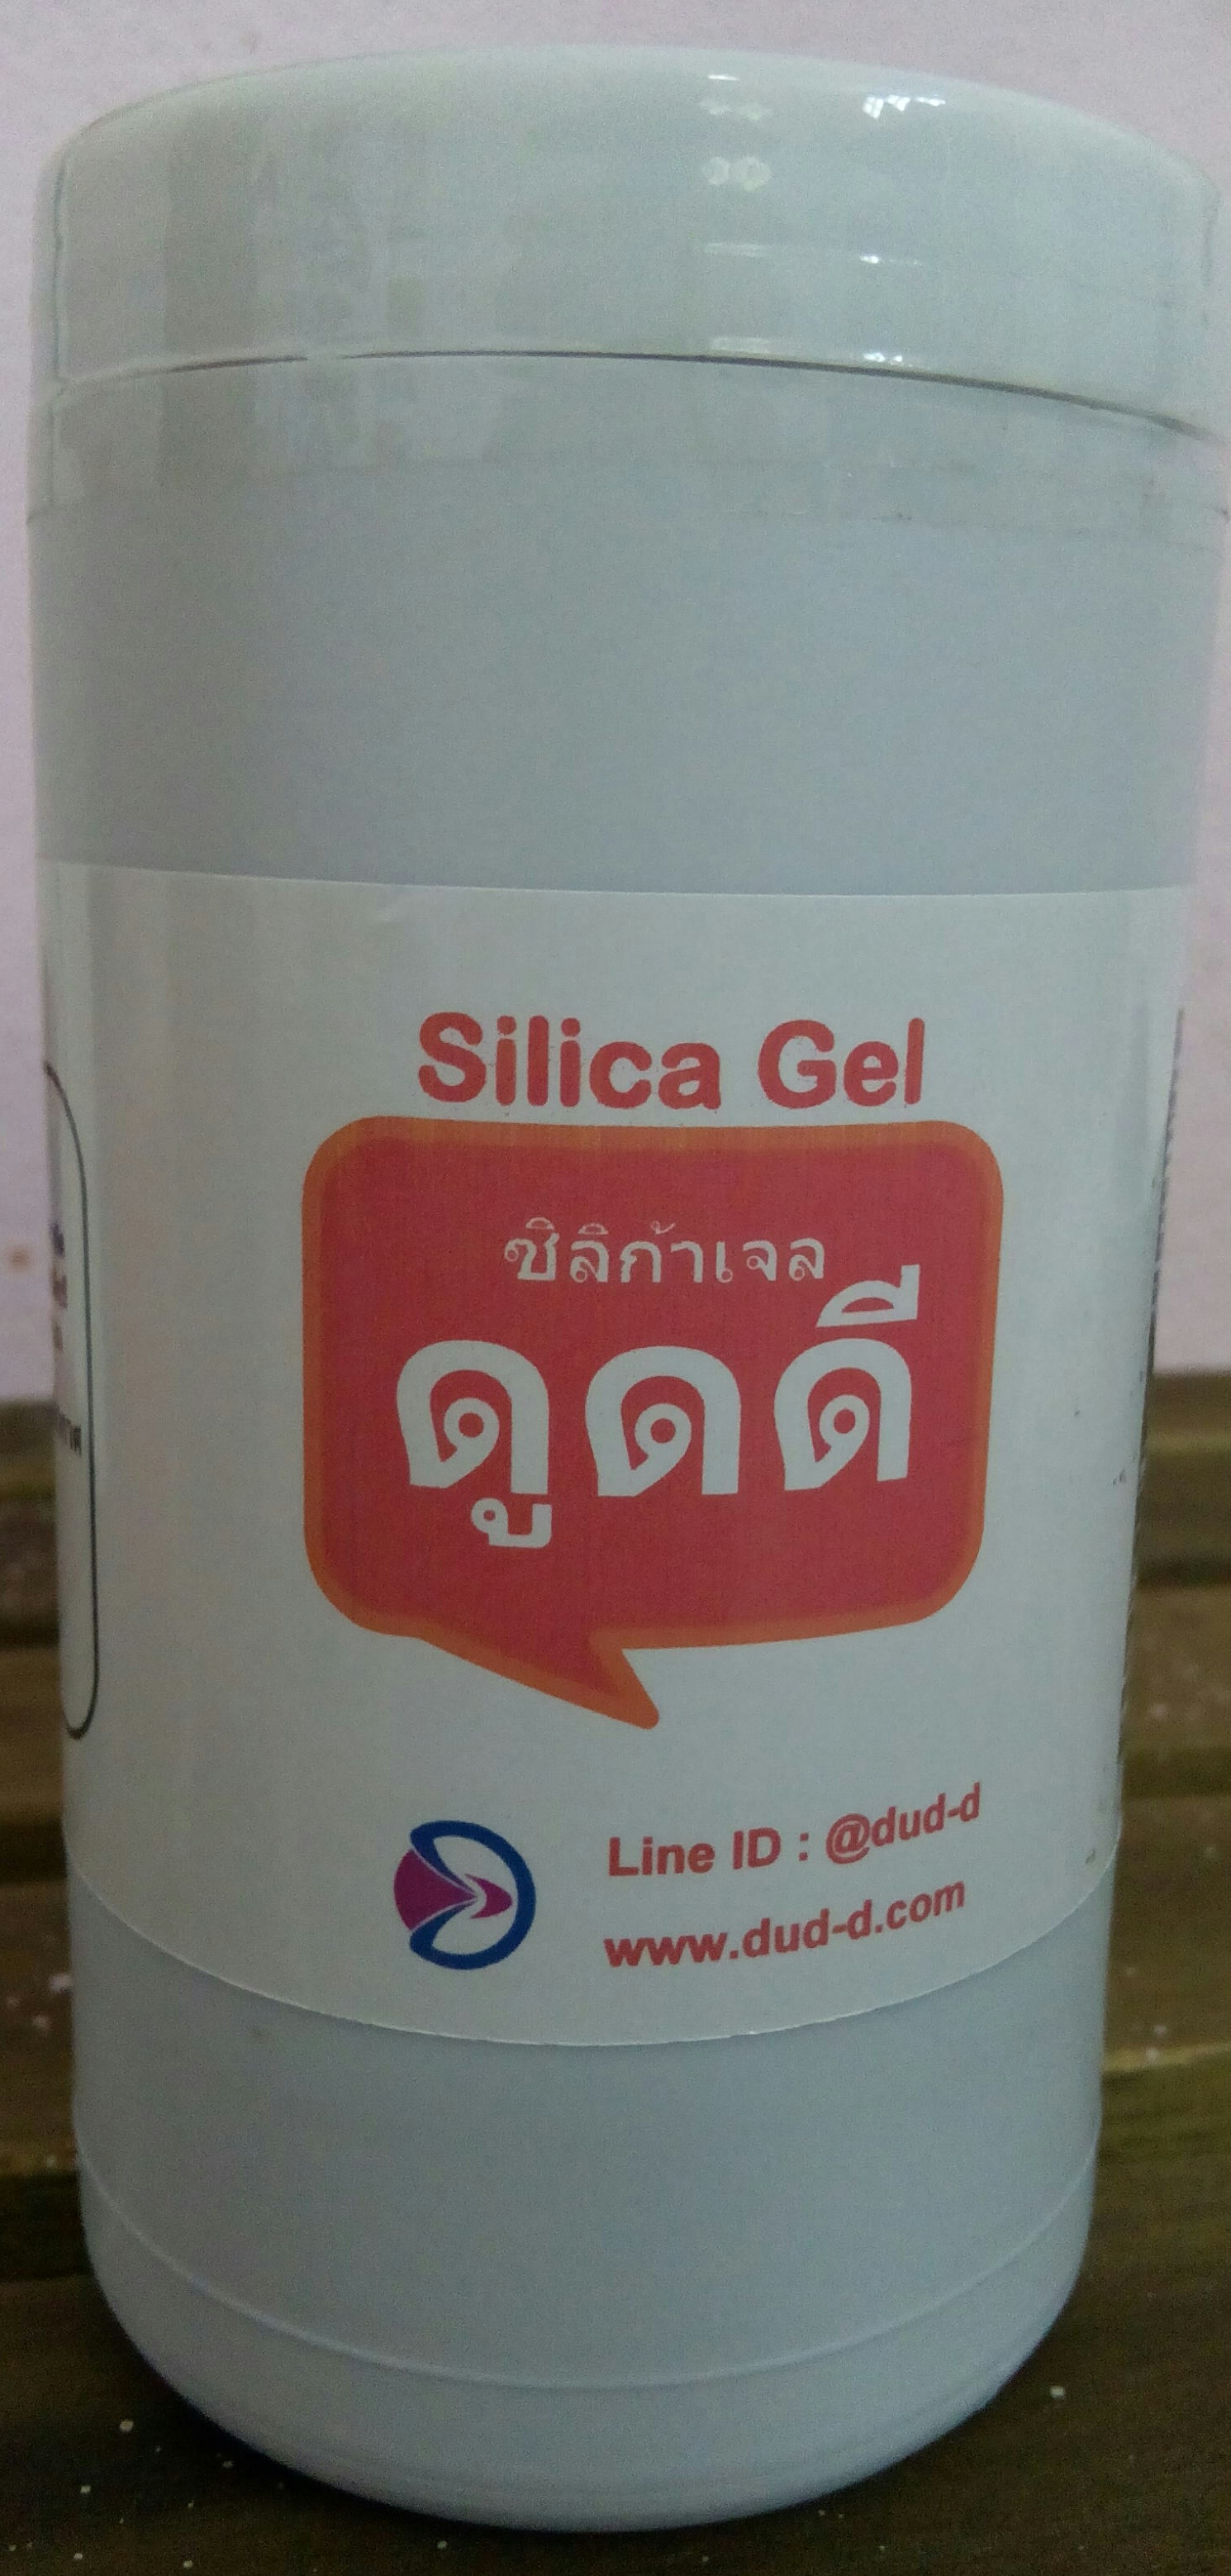 Silica Gel
ซิลิก้าเจล
ดูดดี
Line ID : @dud-d
www.dud-d.com